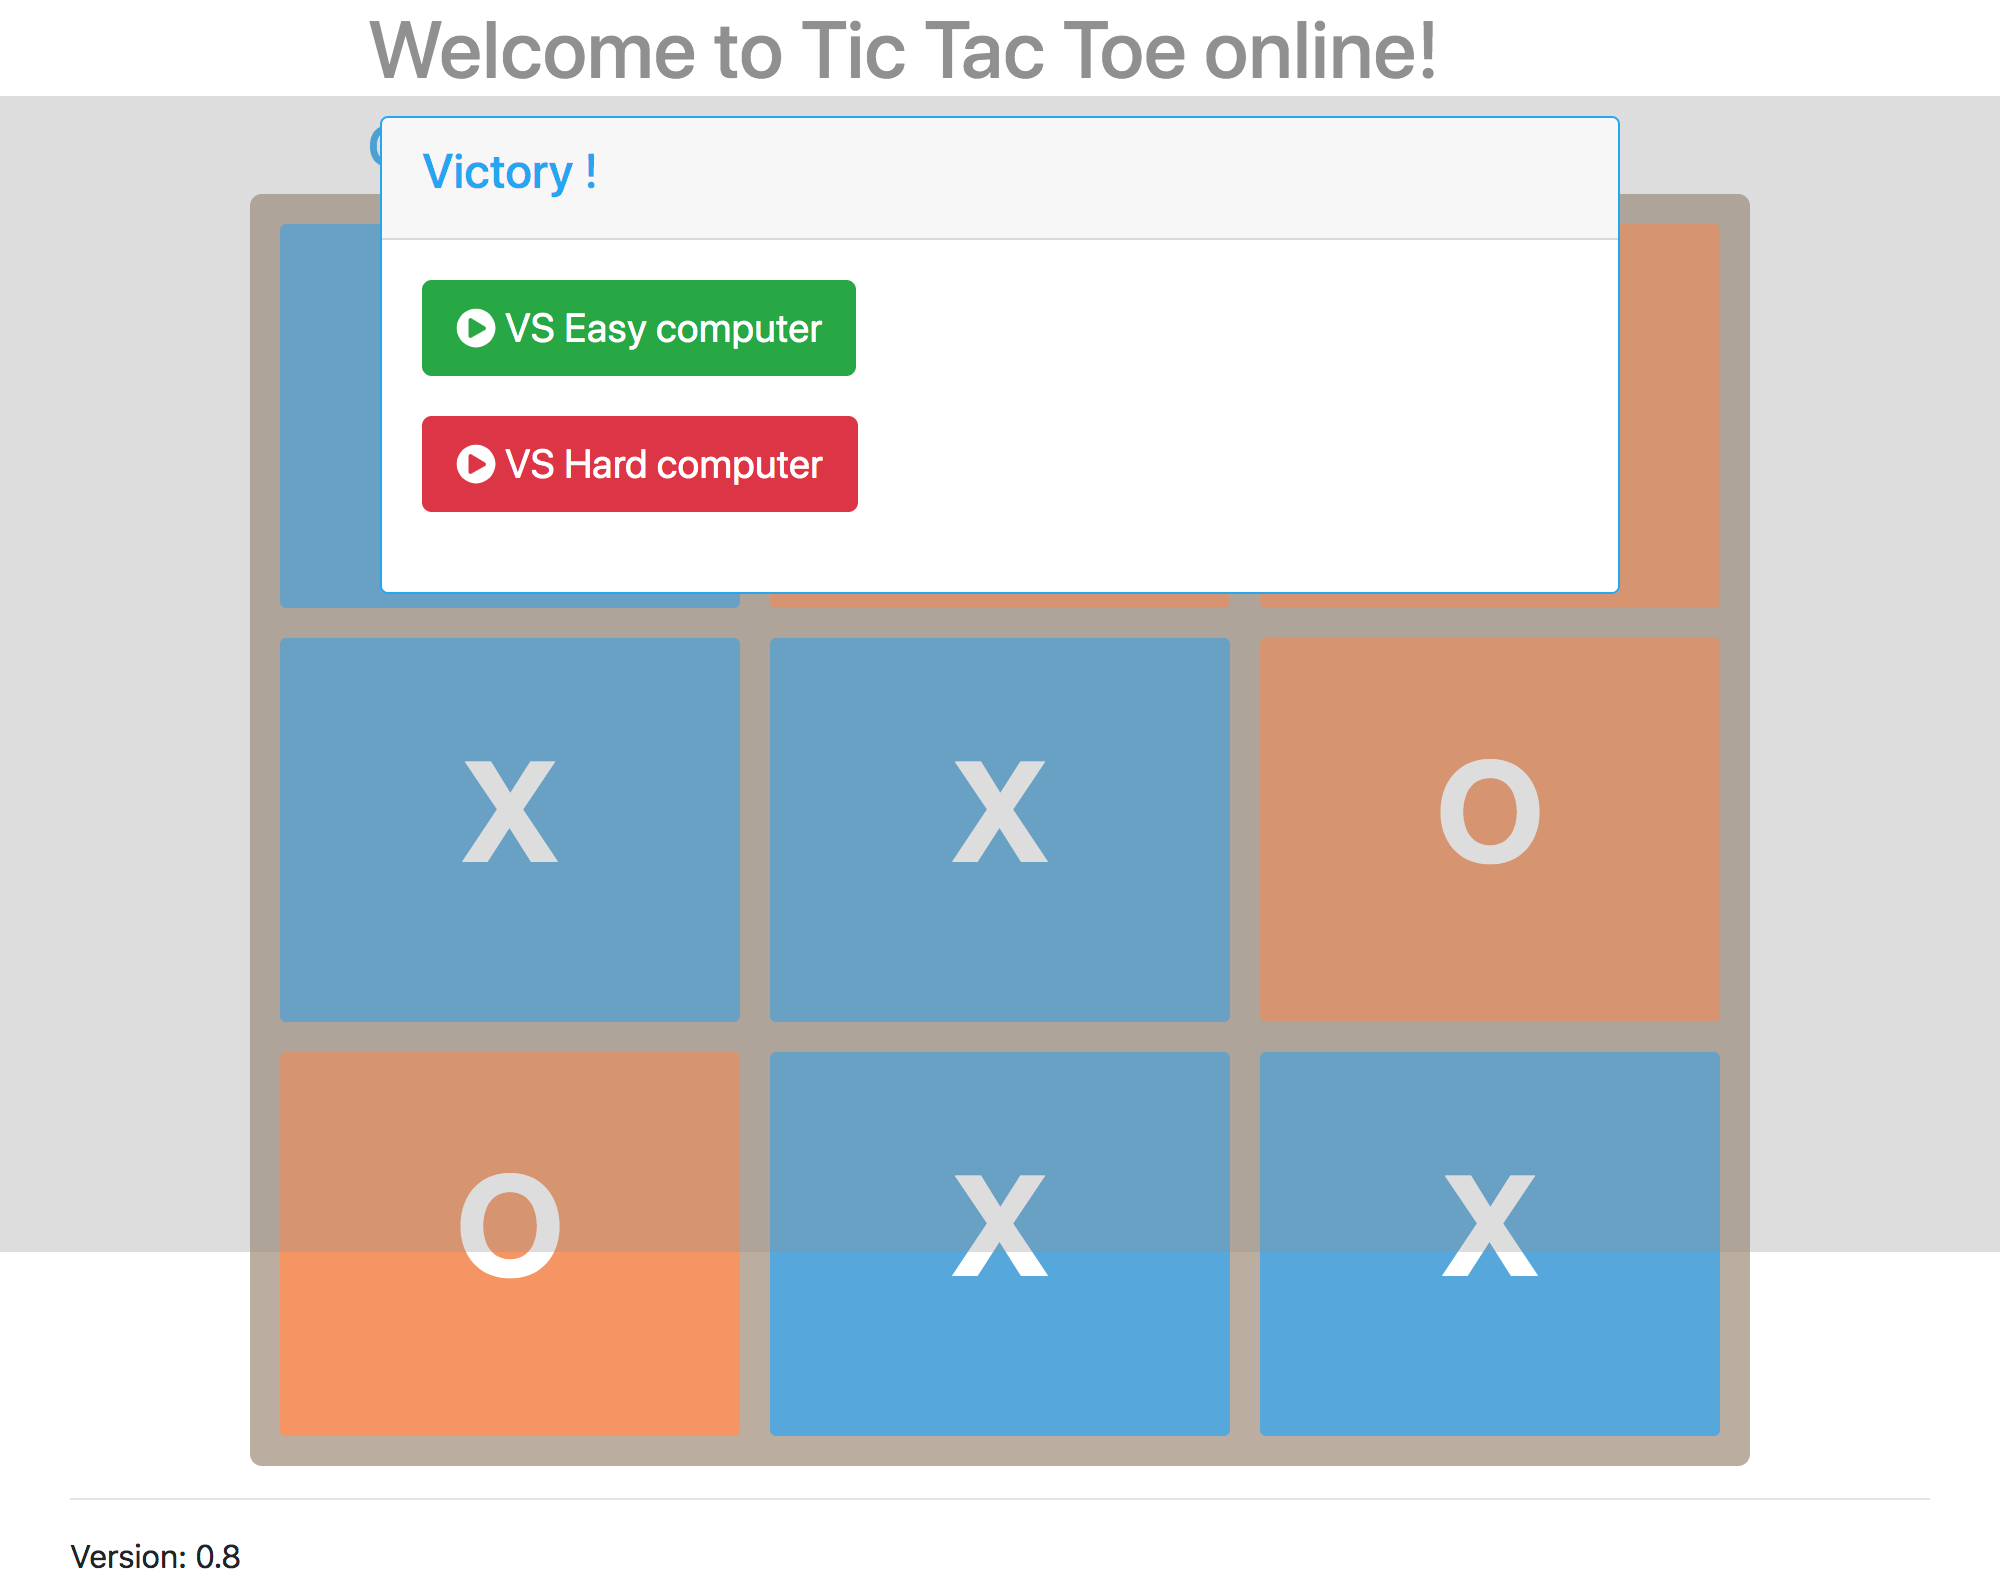 Welcome to Tic Tac Toe online!
Victory !
VS Easy computer
VS Hard computer
X X O
O X X
Version: 0.8